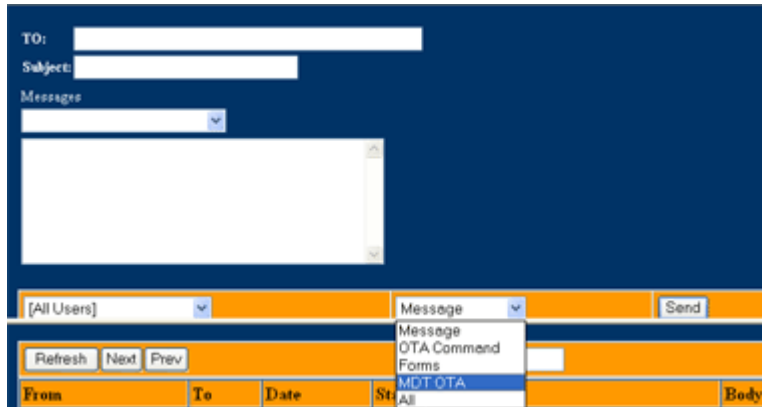 TO:
Subject:
Messages
[All Users] Message Send
Message
OTA Command
Refresh Next Prev
Forms
MDT OTA
From To Date Body
All